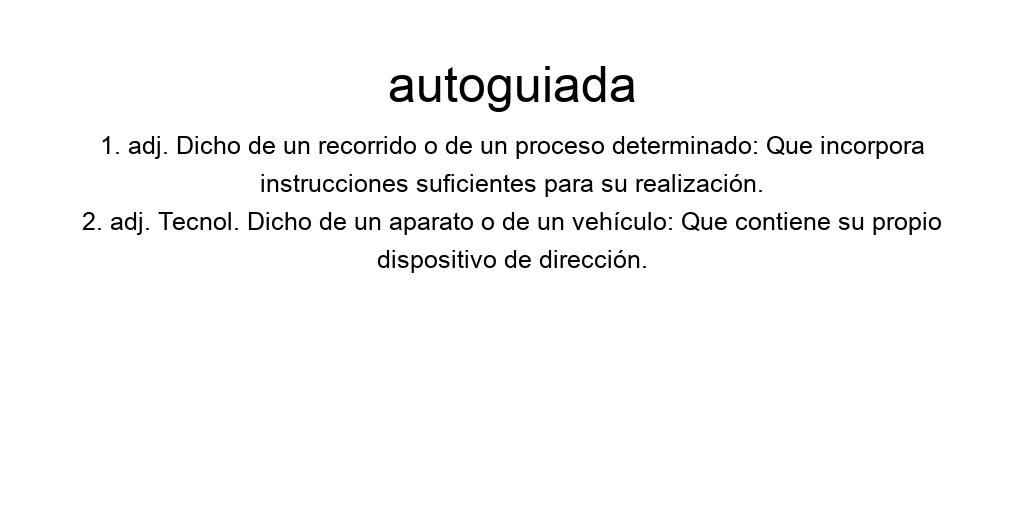 autoguiada
1. adj. Dicho de un recorrido o de un proceso determinado: Que incorpora
instrucciones suficientes para su realización.
2. adj. Tecnol. Dicho de un aparato o de un vehículo: Que contiene su propio
dispositivo de dirección.